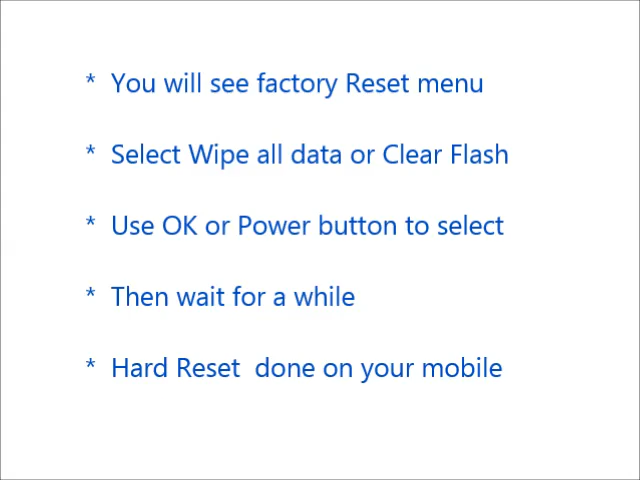 * You will see factory Reset menu
* Select Wipe all data or Clear Flash
* Use OK or Power button to select
* Then wait for a while
* Hard Reset  done on your mobile